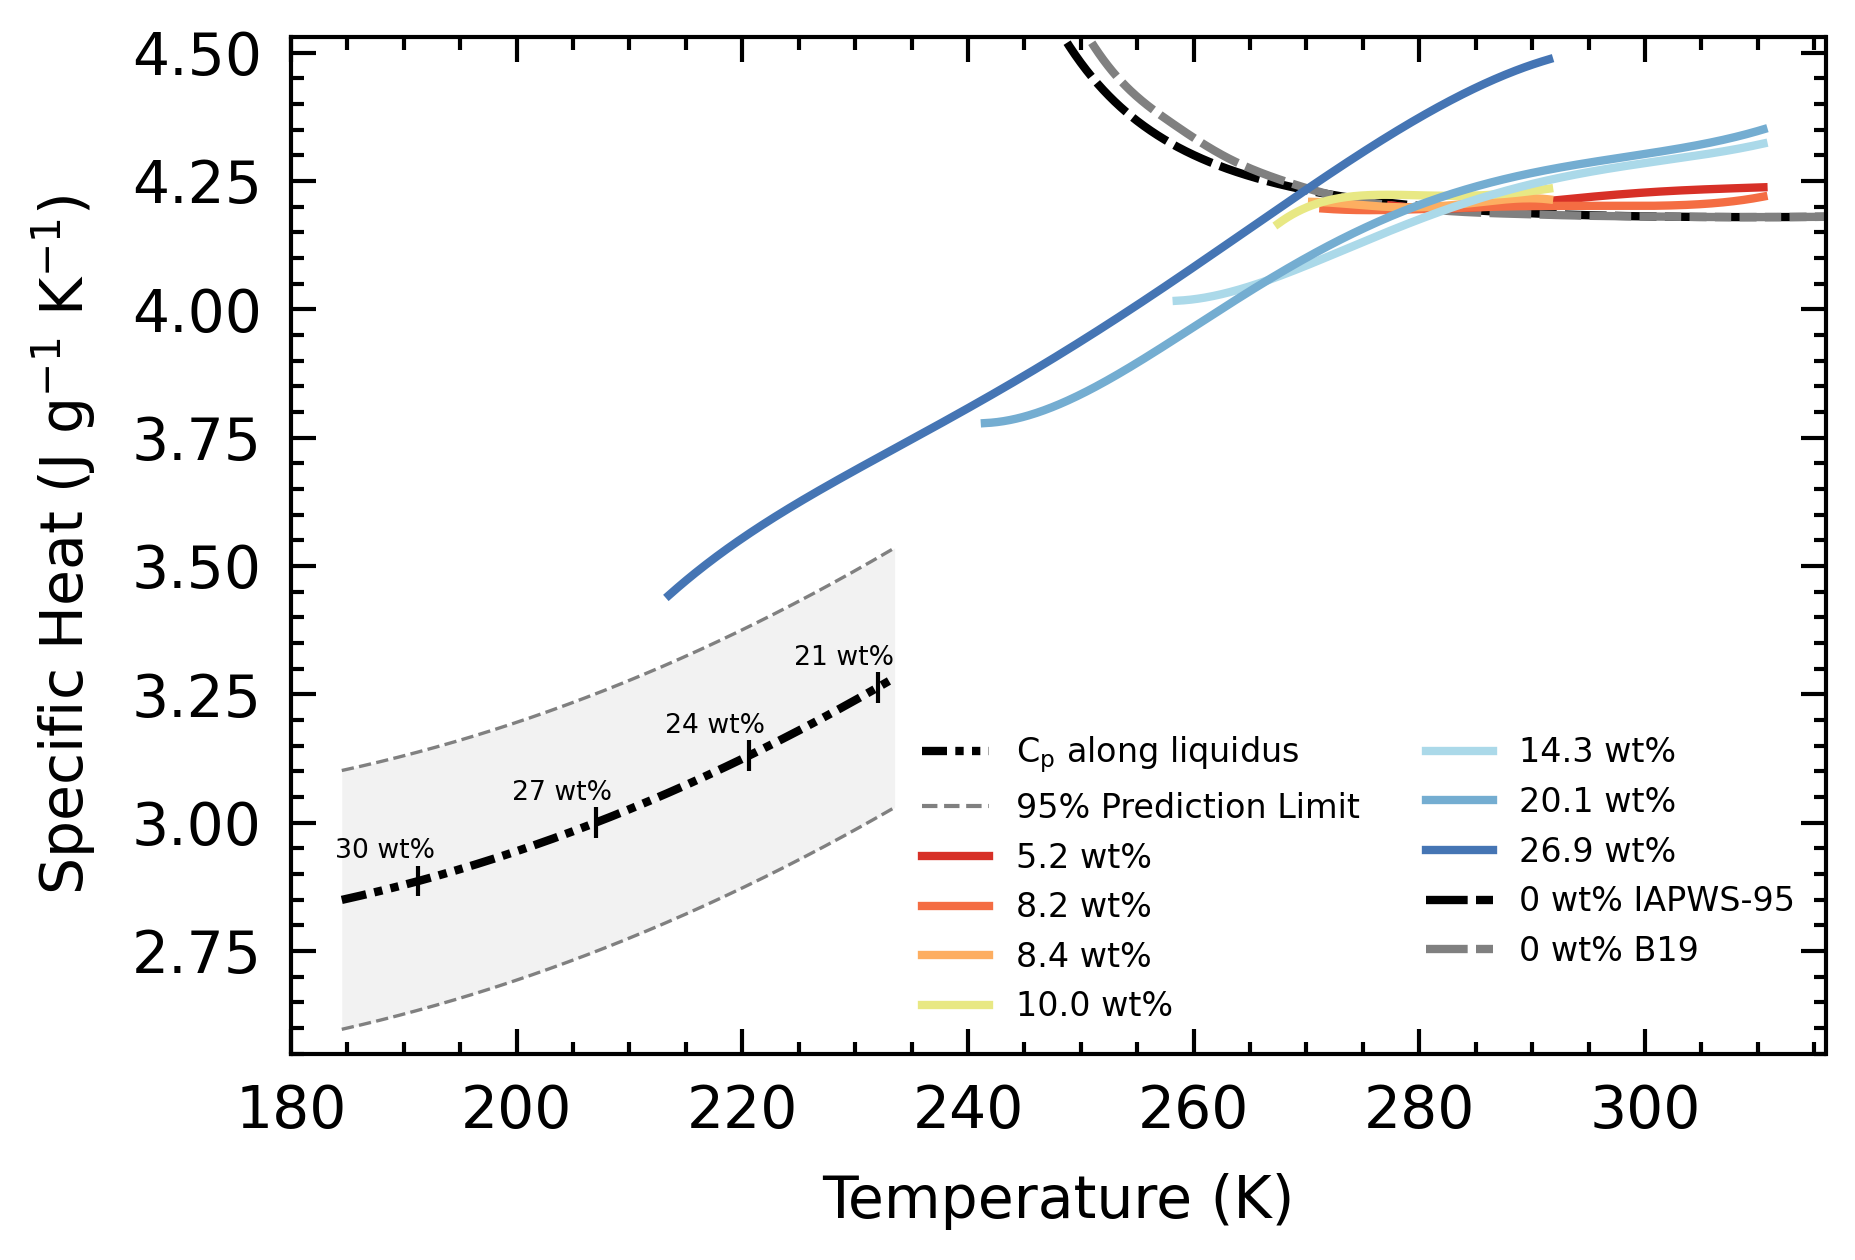 4.50
4.25
4.00
3.75
3.50
3.25
3.00
2.75
Specific Heat (J g⁻¹ K⁻¹)
21 wt%
24 wt%
27 wt%
30 wt%
Cₚ along liquidus
95% Prediction Limit
5.2 wt%
8.2 wt%
8.4 wt%
10.0 wt%
14.3 wt%
20.1 wt%
26.9 wt%
0 wt% IAPWS-95
0 wt% B19
180 200 220 240 260 280 300
Temperature (K)